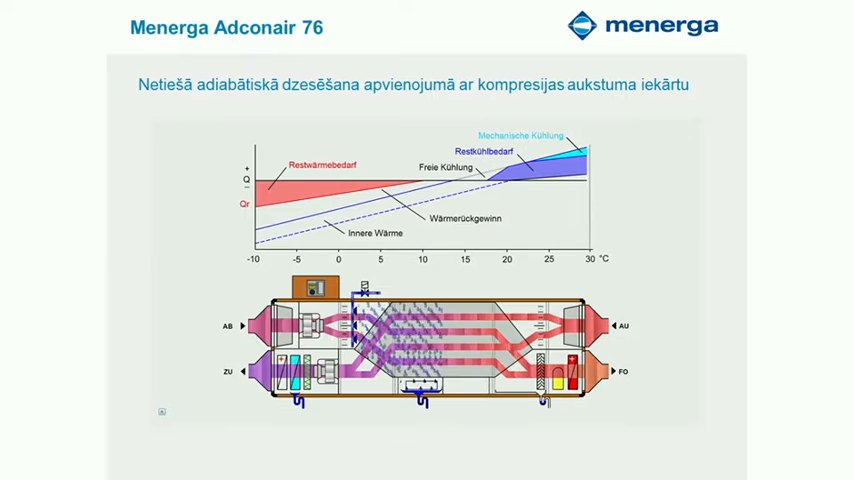 Menerga Adconair 76
menerga
Netiešā adiabātiskā dzesēšana apvienojumā ar kompresijas aukstuma iekārtu
Mechanische Kühlung
Restkühlbedarf
Restwärmebedarf
Freie Kühlung
+
Q
–
Qr
Wärmerückgewinn
Innere Wärme
-10 -5 0 5 10 15 20 25 30 °C
AB
AU
ZU
FO
+
+